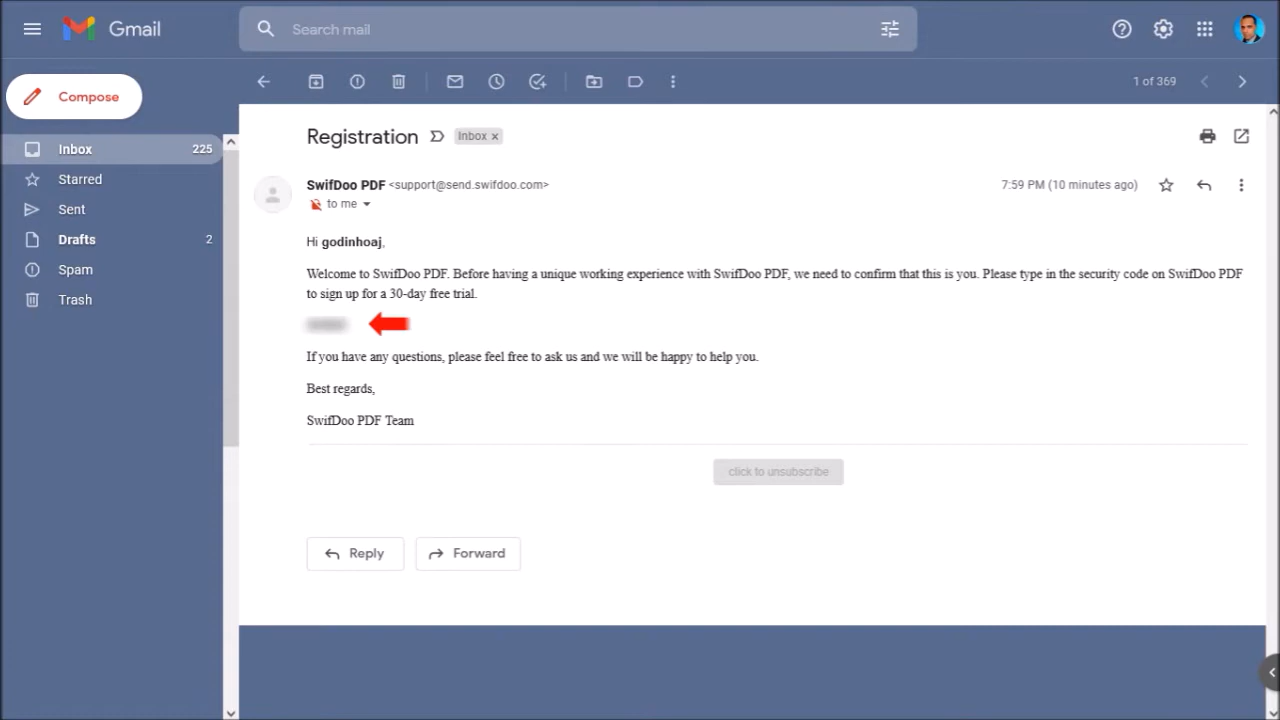 Gmail
Search mail
Compose
1 of 369
Inbox 225
Starred
Sent
Drafts 2
Spam
Trash
Registration Inbox x
SwifDoo PDF <support@send.swifdoo.com> 7:59 PM (10 minutes ago)
to me
Hi godinhoaj,
Welcome to SwifDoo PDF. Before having a unique working experience with SwifDoo PDF, we need to confirm that this is you. Please type in the security code on SwifDoo PDF
to sign up for a 30-day free trial.
If you have any questions, please feel free to ask us and we will be happy to help you.
Best regards,
SwifDoo PDF Team
click to unsubscribe
Reply Forward